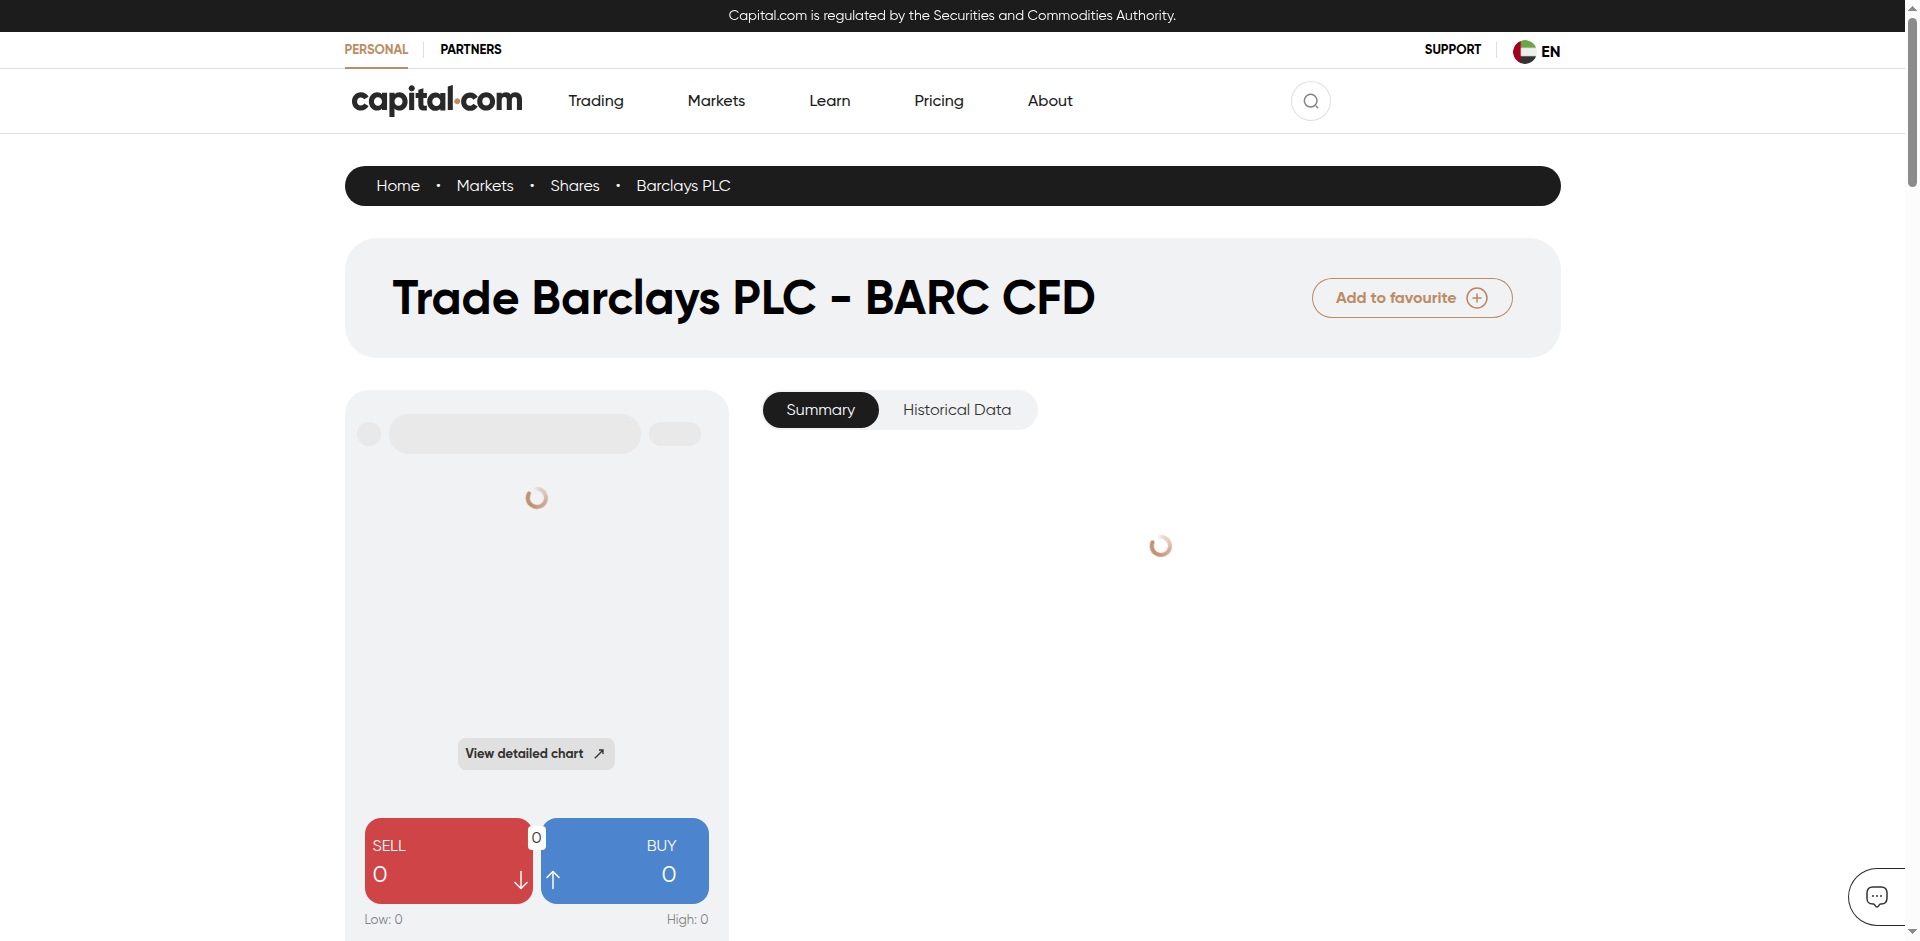 Capital.com is regulated by the Securities and Commodities Authority.
PERSONAL PARTNERS SUPPORT EN
capital.com Trading Markets Learn Pricing About
Home • Markets • Shares • Barclays PLC
Trade Barclays PLC - BARC CFD Add to favourite
Summary Historical Data
View detailed chart
SELL 0 BUY
0 0
Low: 0 High: 0